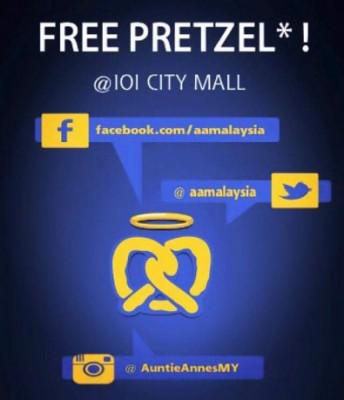 FREE PRETZEL*!
@IOI CITY MALL
facebook.com/aamalaysia
@ aamalaysia
@ AuntieAnnesMY